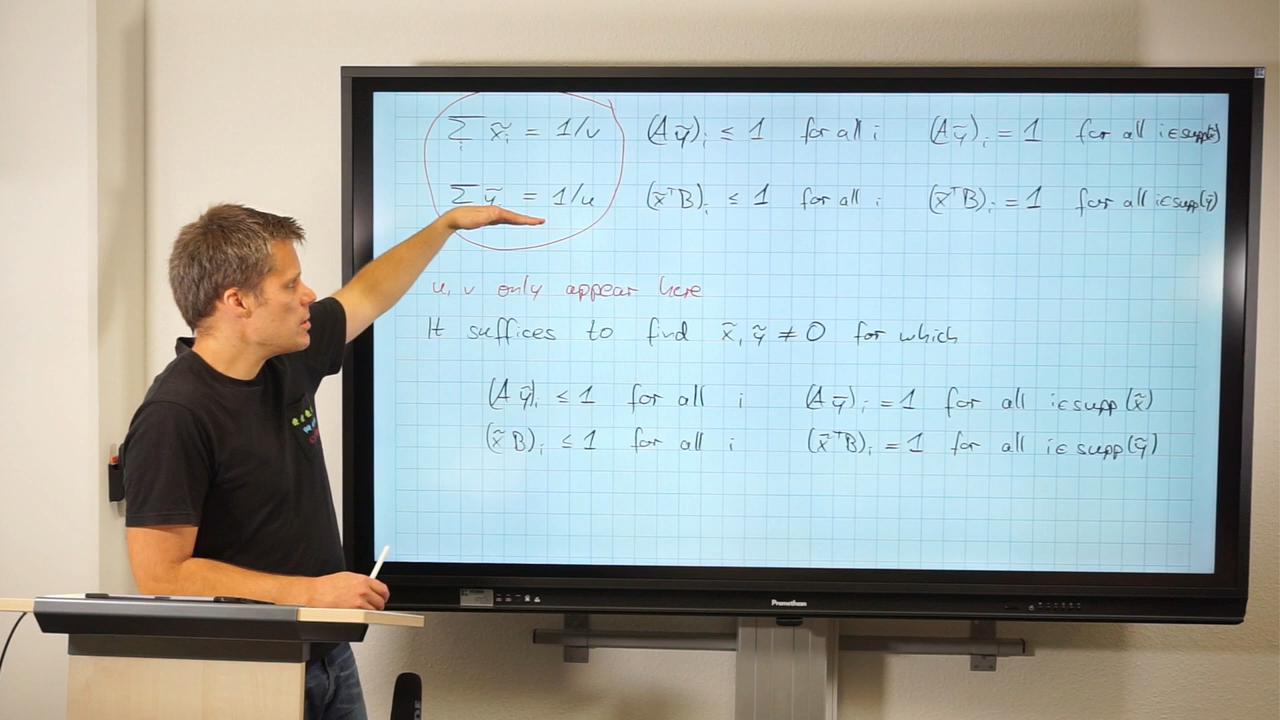 ∑ᵢ x̃ᵢ = 1/v (Aỹ)ᵢ ≤ 1 for all i (Aỹ)ᵢ = 1 for all i∈supp(x̃)
∑ ỹᵢ = 1/u (x̃ᵀB)ᵢ ≤ 1 for all i (x̃ᵀB)ᵢ = 1 for all i∈supp(ỹ)
u, v only appear here
It suffices to find x̃, ỹ ≠ 0 for which
(Aỹ)ᵢ ≤ 1 for all i (Aỹ)ᵢ = 1 for all i∈supp(x̃)
(x̃B)ᵢ ≤ 1 for all i (x̃ᵀB)ᵢ = 1 for all i∈supp(ỹ)
Promethean